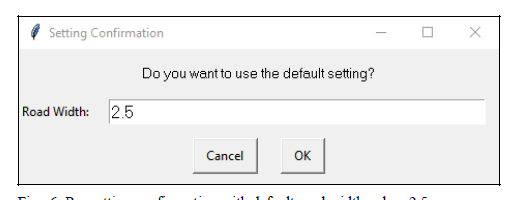 Setting Confirmation
Do you want to use the default setting?
Road Width: 2.5
Cancel OK